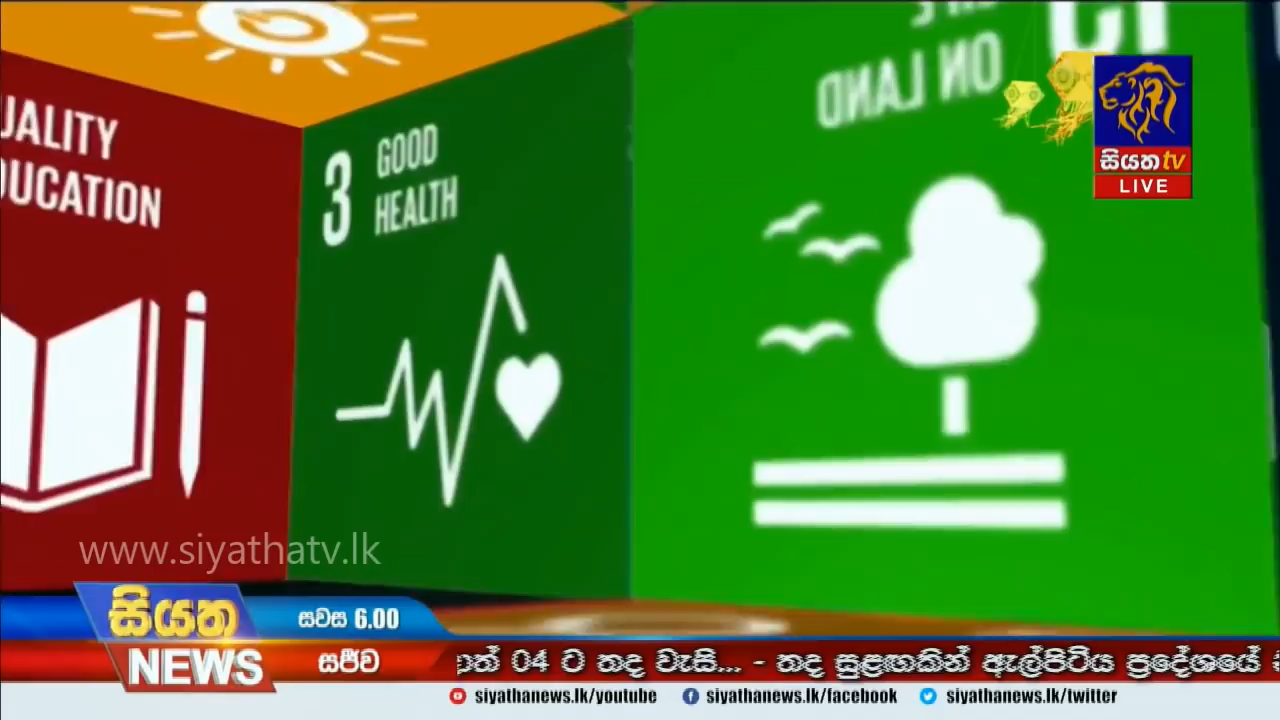 UALITY
DUCATION
3 GOOD
HEALTH
ON LAND
සියත tv
LIVE
www.siyathatv.lk
සියත
NEWS
සවස 6.00
සජීව
04 ට තද වැසි... - තද සුළඟකින් ඇල්පිටිය ප්‍රදේශයේ
siyathanews.lk/youtube
siyathanews.lk/facebook
siyathanews.lk/twitter